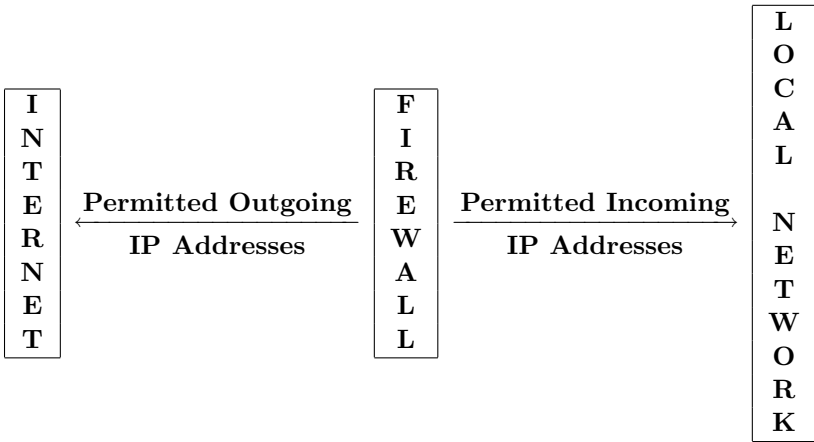 INTERNET
Permitted Outgoing
IP Addresses
FIREWALL
Permitted Incoming
IP Addresses
LOCAL NETWORK